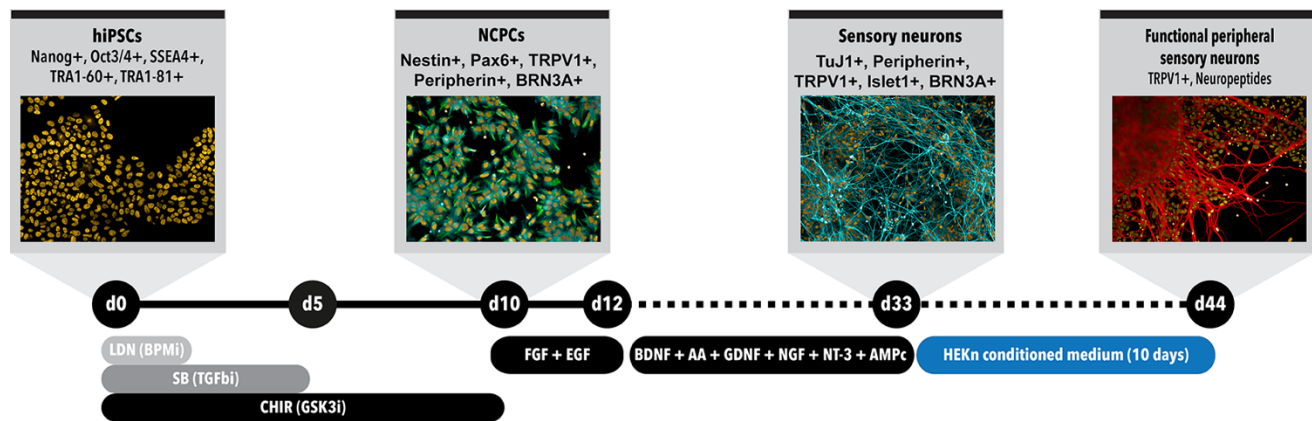 hiPSCs
Nanog+, Oct3/4+, SSEA4+,
TRA1-60+, TRA1-81+
NCPCs
Nestin+, Pax6+, TRPV1+,
Peripherin+, BRN3A+
Sensory neurons
TuJ1+, Peripherin+,
TRPV1+, Islet1+, BRN3A+
Functional peripheral
sensory neurons
TRPV1+, Neuropeptides
d0
d5
d10
d12
d33
d44
LDN (BPMi)
SB (TGFbi)
CHIR (GSK3i)
FGF + EGF
BDNF + AA + GDNF + NGF + NT-3 + AMPc
HEKn conditioned medium (10 days)